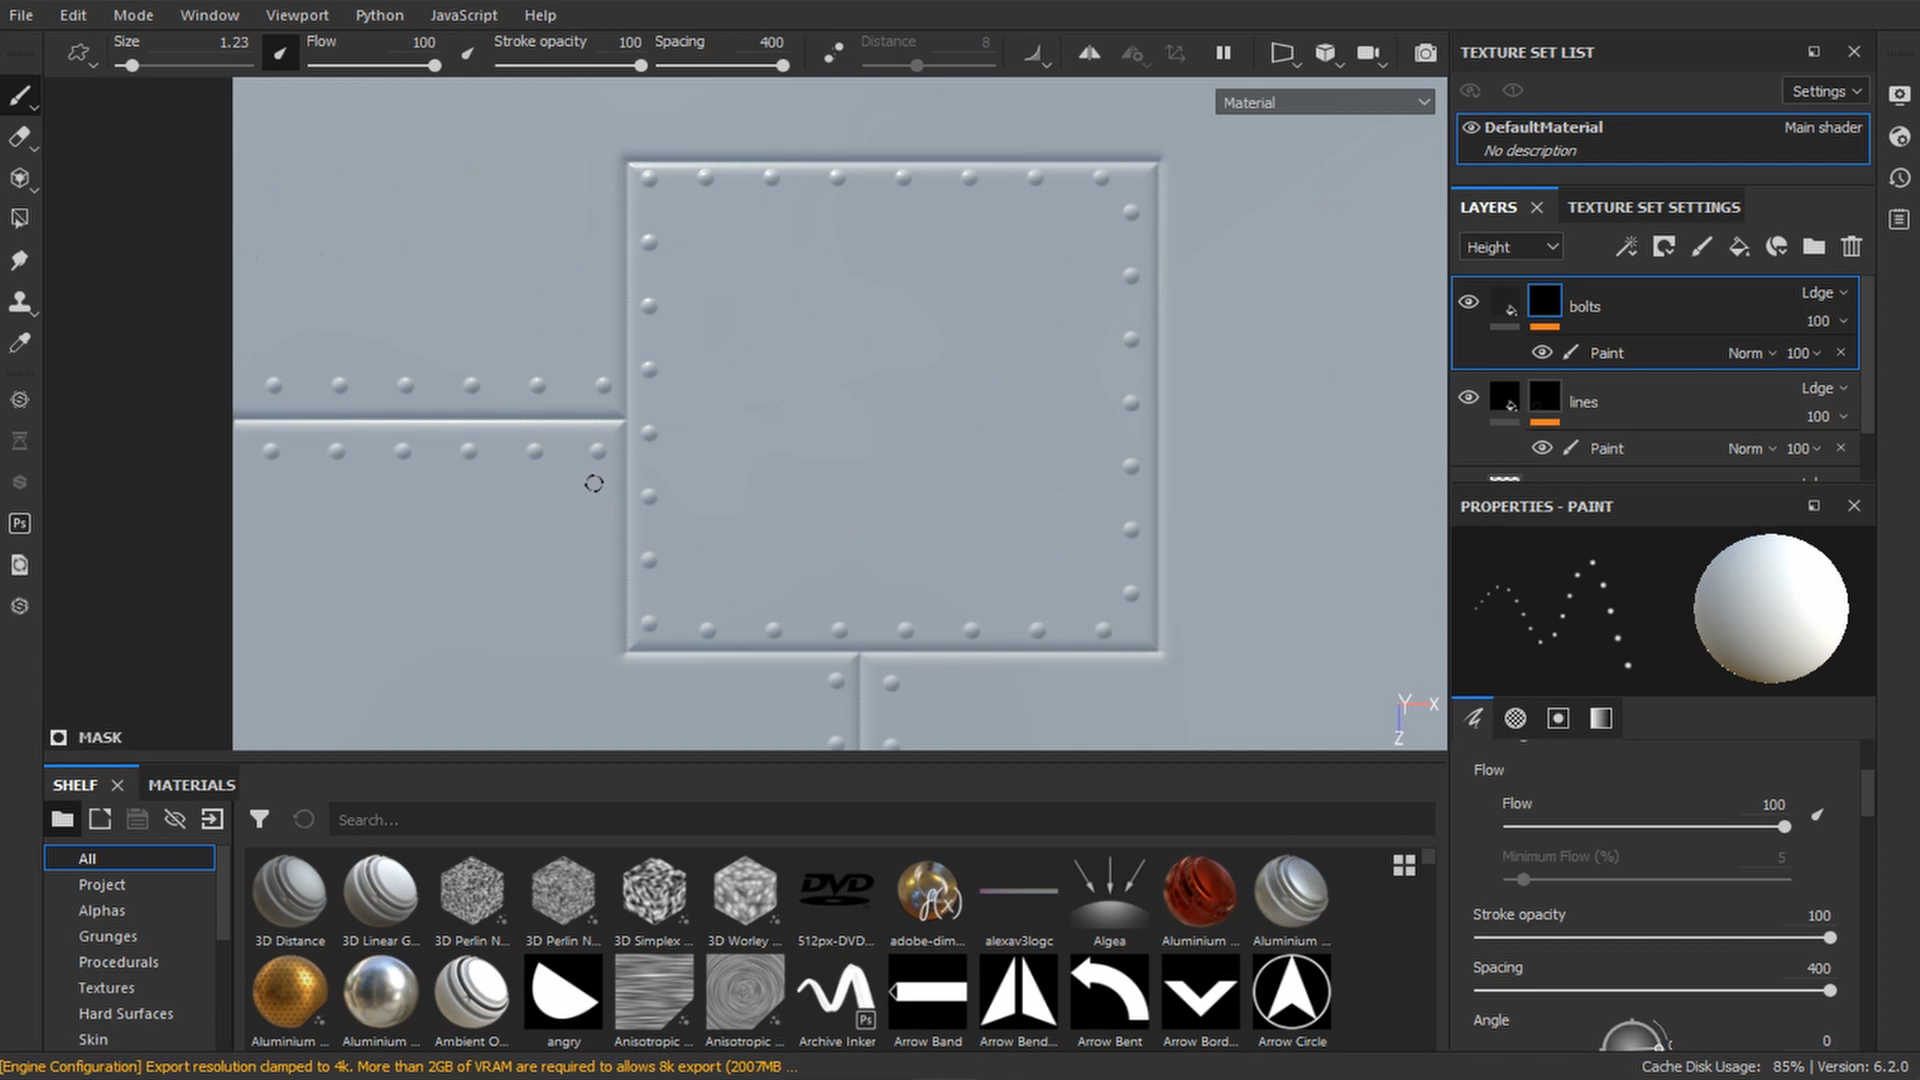 File Edit Mode Window Viewport Python JavaScript Help
Size 1.23 Flow 100 Stroke opacity 100 Spacing 400 Distance 8
Material
Y X
Z
MASK
TEXTURE SET LIST
Settings
DefaultMaterial Main shader
No description
LAYERS TEXTURE SET SETTINGS
Height
bolts Ldge
100
Paint Norm 100
lines Ldge
100
Paint Norm 100
PROPERTIES - PAINT
Flow
Flow 100
Minimum Flow (%) 5
Stroke opacity 100
Spacing 400
Angle 0
SHELF MATERIALS
Search...
All
Project
Alphas
Grunges
Procedurals
Textures
Hard Surfaces
Skin
DVD f(x)
3D Distance 3D Linear G... 3D Perlin N... 3D Perlin N... 3D Simplex ... 3D Worley ... 512px-DVD... adobe-dim... alexav3logc Algea Aluminium ... Aluminium ...
Ps
Aluminium ... Aluminium ... Ambient O... angry Anisotropic ... Anisotropic ... Archive Inker Arrow Band Arrow Bend... Arrow Bent Arrow Bord... Arrow Circle
Ps
[Engine Configuration] Export resolution clamped to 4k. More than 2GB of VRAM are required to allows 8k export (2007MB ...
Cache Disk Usage: 85% | Version: 6.2.0